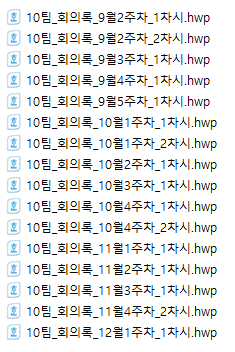 10팀_회의록_9월2주차_1차시.hwp
10팀_회의록_9월2주차_2차시.hwp
10팀_회의록_9월3주차_1차시.hwp
10팀_회의록_9월4주차_1차시.hwp
10팀_회의록_9월5주차_1차시.hwp
10팀_회의록_10월1주차_1차시.hwp
10팀_회의록_10월1주차_2차시.hwp
10팀_회의록_10월2주차_1차시.hwp
10팀_회의록_10월3주차_1차시.hwp
10팀_회의록_10월4주차_1차시.hwp
10팀_회의록_10월4주차_2차시.hwp
10팀_회의록_11월1주차_1차시.hwp
10팀_회의록_11월2주차_1차시.hwp
10팀_회의록_11월3주차_1차시.hwp
10팀_회의록_11월4주차_2차시.hwp
10팀_회의록_12월1주차_1차시.hwp